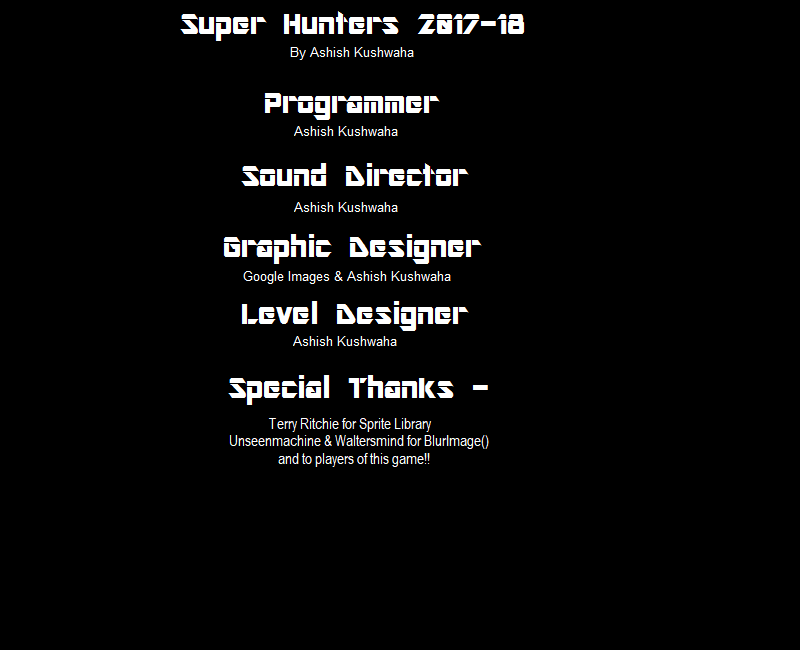 Super Hunters 2017-18
By Ashish Kushwaha
Programmer
Ashish Kushwaha
Sound Director
Ashish Kushwaha
Graphic Designer
Google Images & Ashish Kushwaha
Level Designer
Ashish Kushwaha
Special Thanks -
Terry Ritchie for Sprite Library
Unseenmachine & Waltersmind for BlurImage()
and to players of this game!!